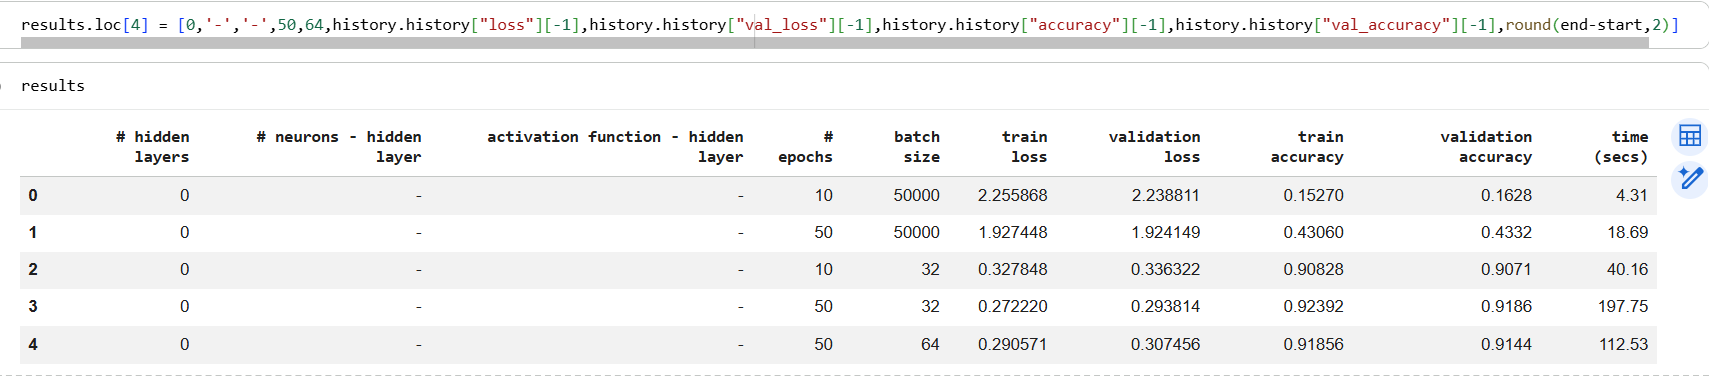 results.loc[4] = [0,'-','-',50,64,history.history["loss"][-1],history.history["val_loss"][-1],history.history["accuracy"][-1],history.history["val_accuracy"][-1],round(end-start,2)]
results
# hidden layers # neurons - hidden layer activation function - hidden layer # epochs batch size train loss validation loss train accuracy validation accuracy time (secs)
0 0 - - 10 50000 2.255868 2.238811 0.15270 0.1628 4.31
1 0 - - 50 50000 1.927448 1.924149 0.43060 0.4332 18.69
2 0 - - 10 32 0.327848 0.336322 0.90828 0.9071 40.16
3 0 - - 50 32 0.272220 0.293814 0.92392 0.9186 197.75
4 0 - - 50 64 0.290571 0.307456 0.91856 0.9144 112.53